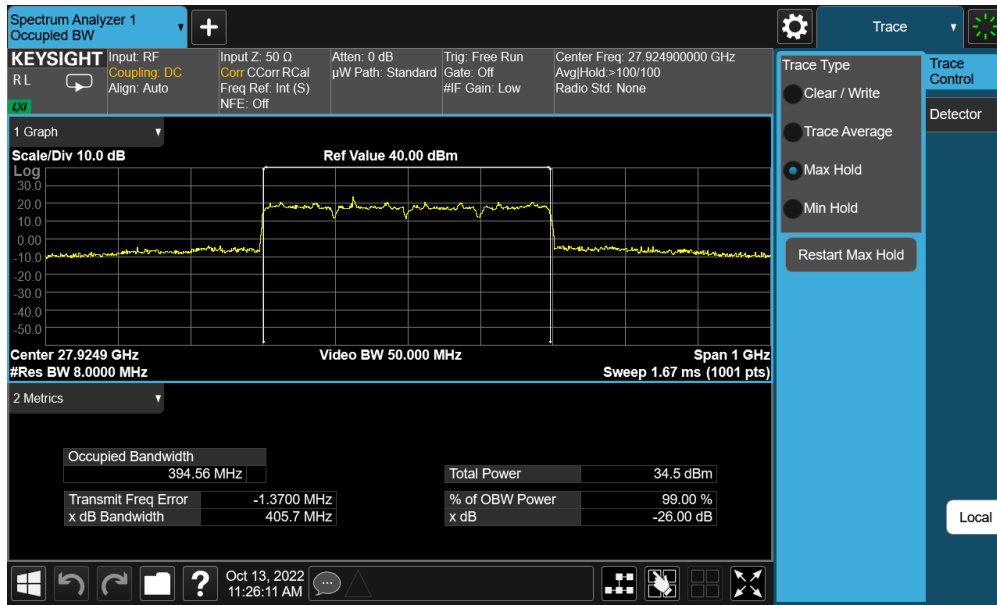 Spectrum Analyzer 1
Occupied BW
+
Trace
KEYSIGHT
R L
LXI
Input: RF
Coupling: DC
Align: Auto
Input Z: 50 Ω
Corr CCorr RCal
Freq Ref: Int (S)
NFE: Off
Atten: 0 dB
µW Path: Standard
Trig: Free Run
Gate: Off
#IF Gain: Low
Center Freq: 27.924900000 GHz
Avg|Hold:>100/100
Radio Std: None
Trace Type
Clear / Write
Trace Average
Max Hold
Min Hold
Restart Max Hold
Trace
Control
Detector
Local
1 Graph
Scale/Div 10.0 dB
Ref Value 40.00 dBm
Log
30.0
20.0
10.0
0.00
-10.0
-20.0
-30.0
-40.0
-50.0
Center 27.9249 GHz
Video BW 50.000 MHz
Span 1 GHz
#Res BW 8.0000 MHz
Sweep 1.67 ms (1001 pts)
2 Metrics
Occupied Bandwidth
394.56 MHz
Total Power 34.5 dBm
Transmit Freq Error -1.3700 MHz
% of OBW Power 99.00 %
x dB Bandwidth 405.7 MHz
x dB -26.00 dB
?
Oct 13, 2022
11:26:11 AM